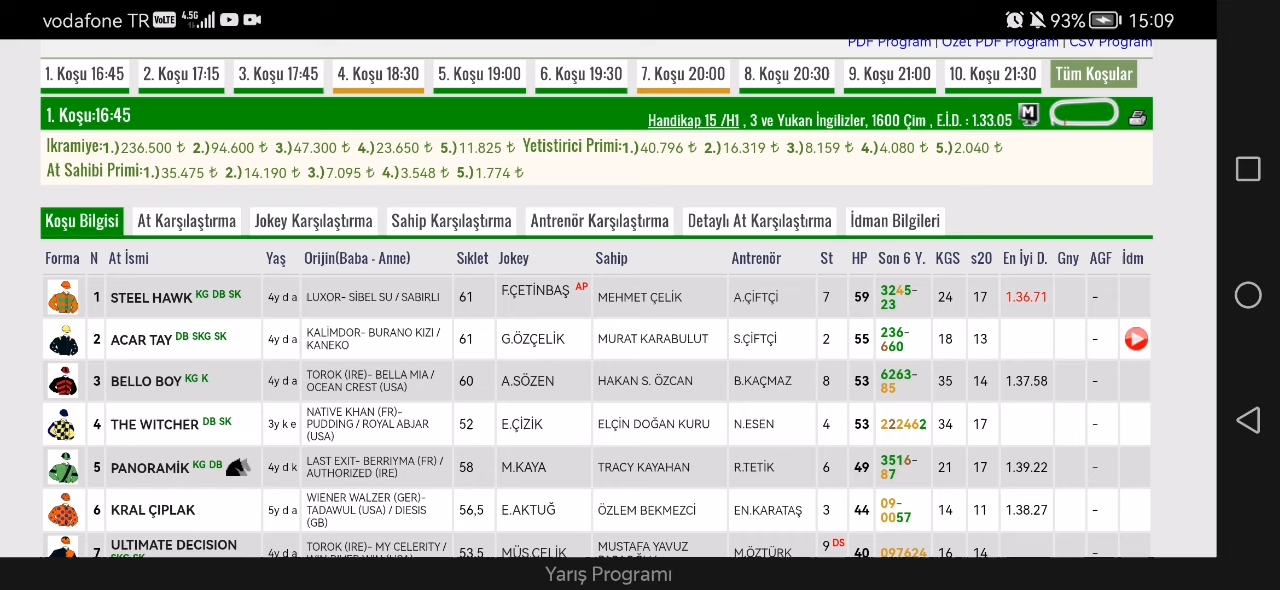 vodafone TR VoLTE 4.5G 93% 15:09
PDF Program | Özet PDF Program | CSV Program
1. Koşu 16:45 2. Koşu 17:15 3. Koşu 17:45 4. Koşu 18:30 5. Koşu 19:00 6. Koşu 19:30 7. Koşu 20:00 8. Koşu 20:30 9. Koşu 21:00 10. Koşu 21:30 Tüm Koşular
1. Koşu:16:45 Handikap 15 /H1 , 3 ve Yukarı İngilizler, 1600 Çim , E.İ.D. : 1.33.05 M
Ikramiye:1.)236.500 ₺ 2.)94.600 ₺ 3.)47.300 ₺ 4.)23.650 ₺ 5.)11.825 ₺ Yetistirici Primi:1.)40.796 ₺ 2.)16.319 ₺ 3.)8.159 ₺ 4.)4.080 ₺ 5.)2.040 ₺
At Sahibi Primi:1.)35.475 ₺ 2.)14.190 ₺ 3.)7.095 ₺ 4.)3.548 ₺ 5.)1.774 ₺
Koşu Bilgisi At Karşılaştırma Jokey Karşılaştırma Sahip Karşılaştırma Antrenör Karşılaştırma Detaylı At Karşılaştırma İdman Bilgileri
Forma N At İsmi Yaş Orijin(Baba - Anne) Sıklet Jokey Sahip Antrenör St HP Son 6 Y. KGS s20 En İyi D. Gny AGF İdm
1 STEEL HAWK KG DB SK 4y d a LUXOR- SİBEL SU / SABIRLI 61 F.ÇETİNBAŞ AP MEHMET ÇELİK A.ÇİFTÇİ 7 59 3245-23 24 17 1.36.71 -
2 ACAR TAY DB SKG SK 4y d a KALİMDOR- BURANO KIZI / KANEKO 61 G.ÖZÇELİK MURAT KARABULUT S.ÇİFTÇİ 2 55 236-660 18 13 -
3 BELLO BOY KG K 4y d a TOROK (IRE)- BELLA MIA / OCEAN CREST (USA) 60 A.SÖZEN HAKAN S. ÖZCAN B.KAÇMAZ 8 53 6263-85 35 14 1.37.58 -
4 THE WITCHER DB SK 3y k e NATIVE KHAN (FR)- PUDDING / ROYAL ABJAR (USA) 52 E.ÇİZİK ELÇİN DOĞAN KURU N.ESEN 4 53 222462 34 17 -
5 PANORAMİK KG DB 4y d k LAST EXIT- BERRIYMA (FR) / AUTHORIZED (IRE) 58 M.KAYA TRACY KAYAHAN R.TETİK 6 49 3516-87 21 17 1.39.22 -
6 KRAL ÇIPLAK 5y d a WIENER WALZER (GER)- TADAWUL (USA) / DIESIS (GB) 56,5 E.AKTUĞ ÖZLEM BEKMEZCİ EN.KARATAŞ 3 44 09-0057 14 11 1.38.27 -
7 ULTIMATE DECISION SKG SK 4y d a TOROK (IRE)- MY CELERITY / 53,5 MÜS.ÇELİK MUSTAFA YAVUZ M.ÖZTÜRK 9 DS 40 097624 16 14 -
Yarış Programı